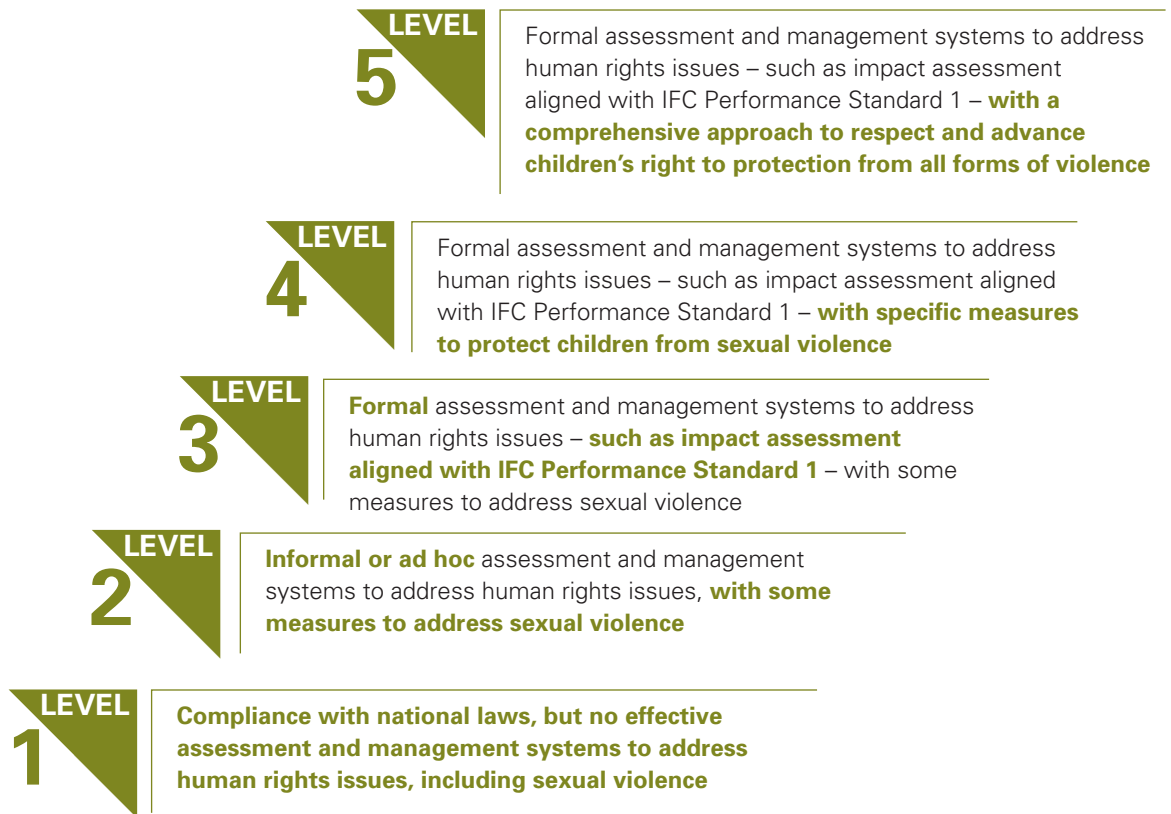 LEVEL
5
Formal assessment and management systems to address
human rights issues – such as impact assessment
aligned with IFC Performance Standard 1 – with a
comprehensive approach to respect and advance
children’s right to protection from all forms of violence
LEVEL
4
Formal assessment and management systems to address
human rights issues – such as impact assessment aligned
with IFC Performance Standard 1 – with specific measures
to protect children from sexual violence
LEVEL
3
Formal assessment and management systems to address
human rights issues – such as impact assessment
aligned with IFC Performance Standard 1 – with some
measures to address sexual violence
LEVEL
2
Informal or ad hoc assessment and management
systems to address human rights issues, with some
measures to address sexual violence
LEVEL
1
Compliance with national laws, but no effective
assessment and management systems to address
human rights issues, including sexual violence